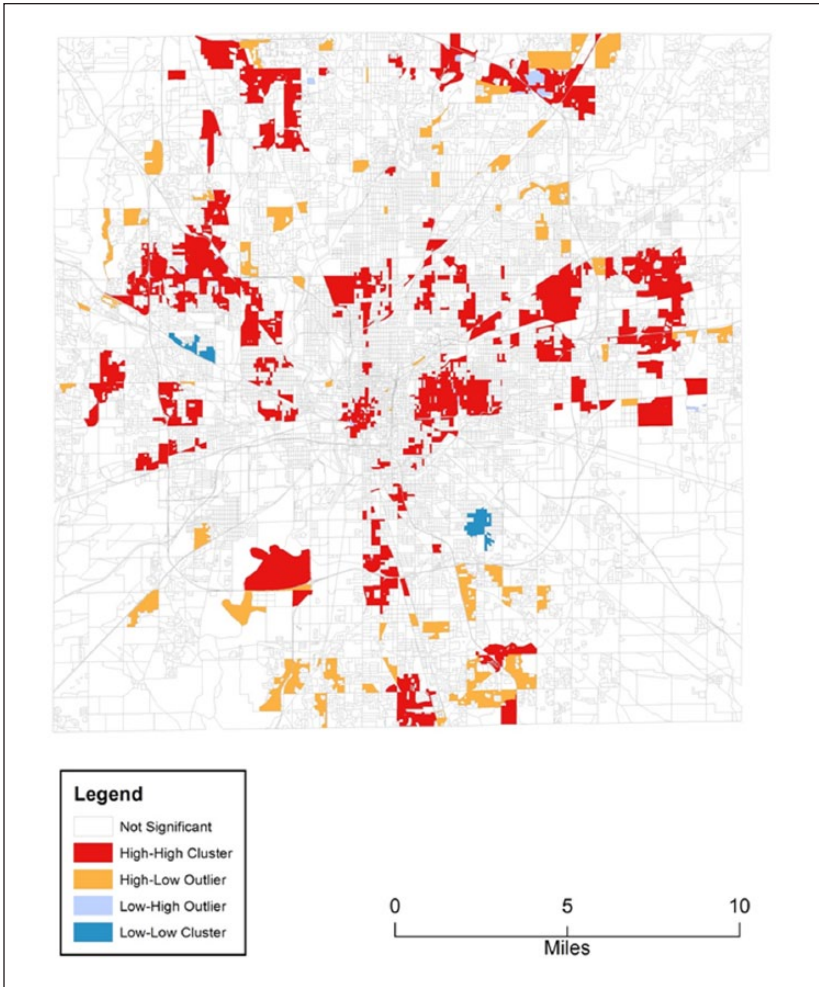 Legend
Not Significant
High-High Cluster
High-Low Outlier
Low-High Outlier
Low-Low Cluster
0 5 10
Miles